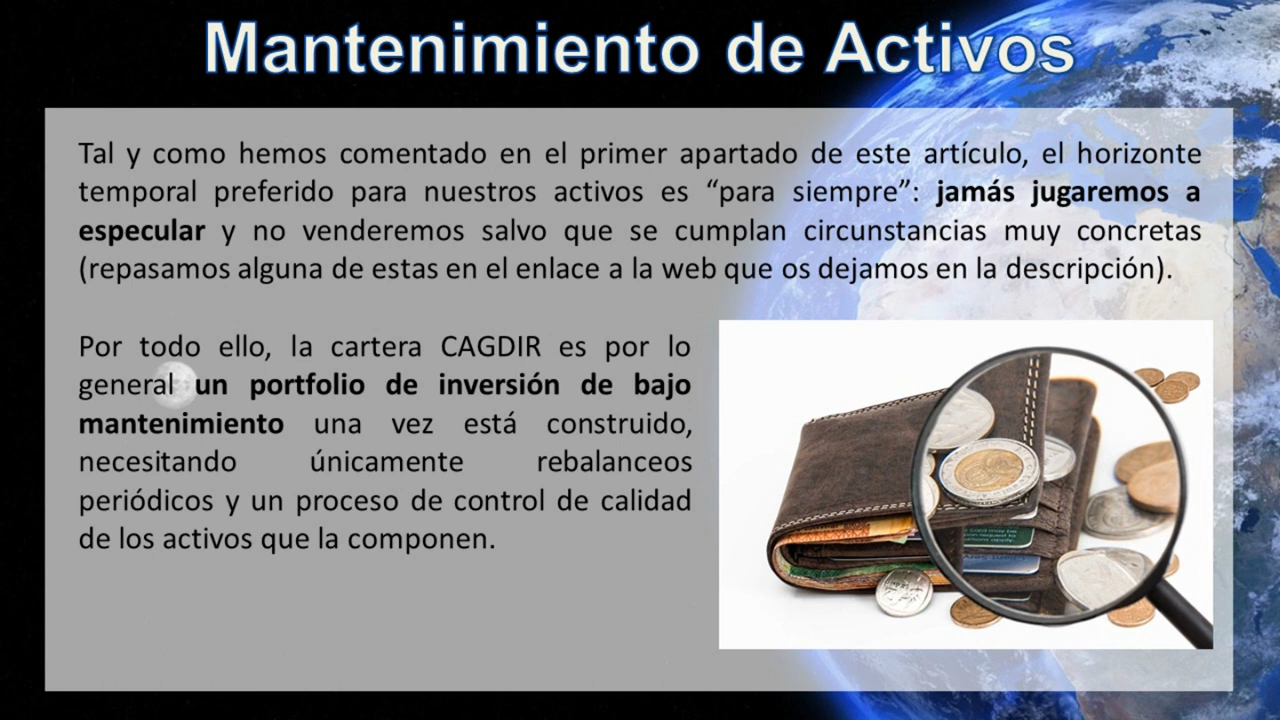 Mantenimiento de Activos
Tal y como hemos comentado en el primer apartado de este artículo, el horizonte
temporal preferido para nuestros activos es “para siempre”: jamás jugaremos a
especular y no venderemos salvo que se cumplan circunstancias muy concretas
(repasamos alguna de estas en el enlace a la web que os dejamos en la descripción).
Por todo ello, la cartera CAGDIR es por lo
general un portfolio de inversión de bajo
mantenimiento una vez está construido,
necesitando únicamente rebalanceos
periódicos y un proceso de control de calidad
de los activos que la componen.